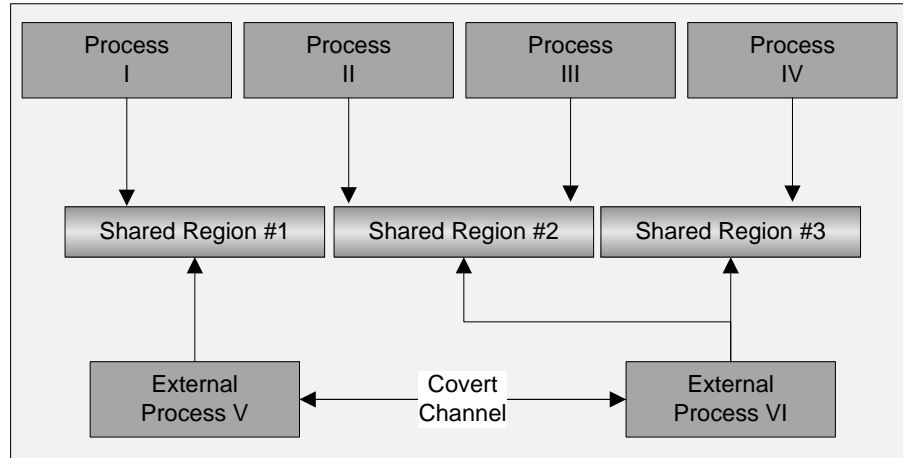 Process
I
Process
II
Process
III
Process
IV
Shared Region #1
Shared Region #2
Shared Region #3
External
Process V
Covert
Channel
External
Process VI